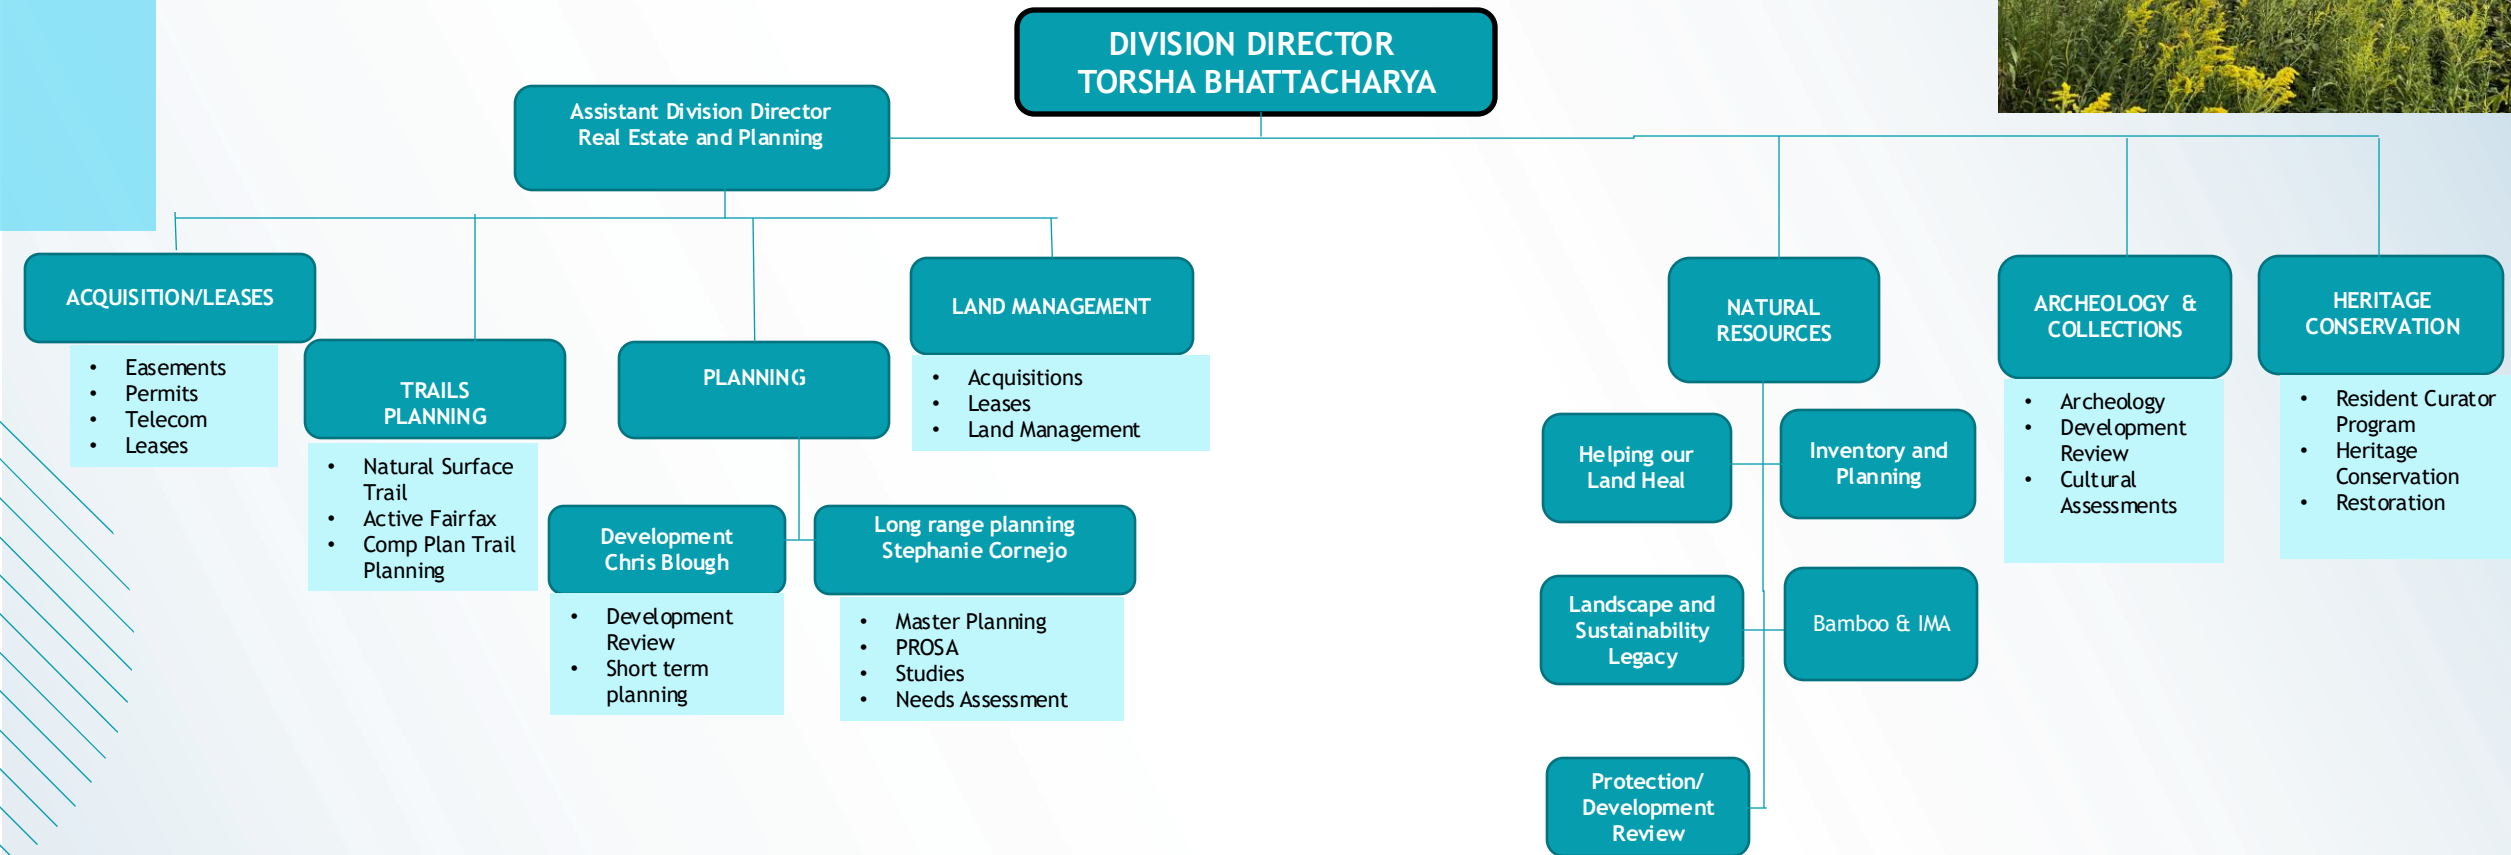 DIVISION DIRECTOR
TORSHA BHATTACHARYA
Assistant Division Director
Real Estate and Planning
ACQUISITION/LEASES
• Easements
• Permits
• Telecom
• Leases
TRAILS
PLANNING
• Natural Surface
Trail
• Active Fairfax
• Comp Plan Trail
Planning
PLANNING
Development
Chris Blough
• Development
Review
• Short term
planning
Long range planning
Stephanie Cornejo
• Master Planning
• PROSA
• Studies
• Needs Assessment
LAND MANAGEMENT
• Acquisitions
• Leases
• Land Management
NATURAL
RESOURCES
Helping our
Land Heal
Inventory and
Planning
Landscape and
Sustainability
Legacy
Bamboo & IMA
Protection/
Development
Review
ARCHEOLOGY &
COLLECTIONS
• Archeology
• Development
Review
• Cultural
Assessments
HERITAGE
CONSERVATION
• Resident Curator
Program
• Heritage
Conservation
• Restoration